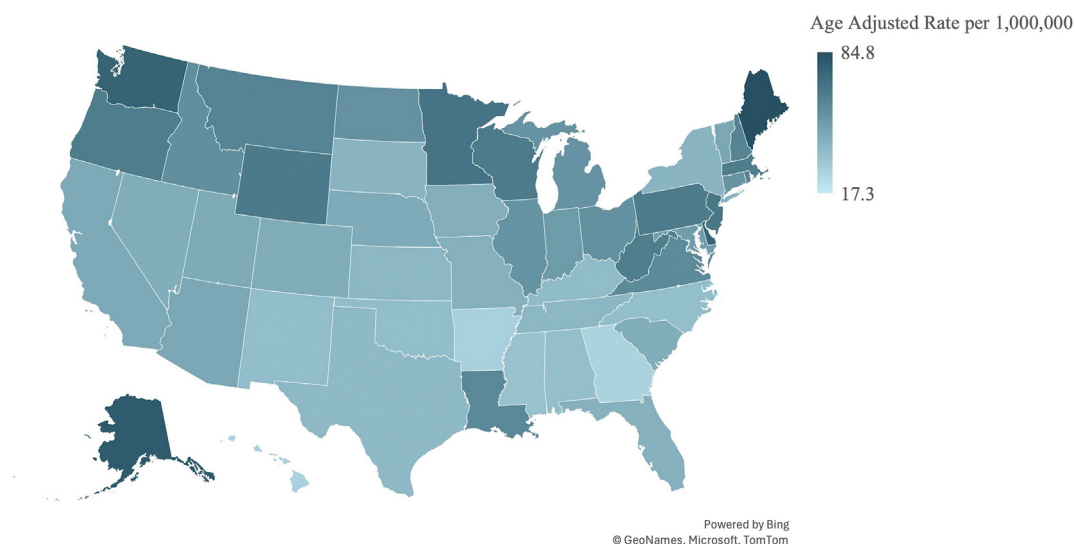 Age Adjusted Rate per 1,000,000
84.8
17.3
Powered by Bing
© GeoNames, Microsoft, TomTom